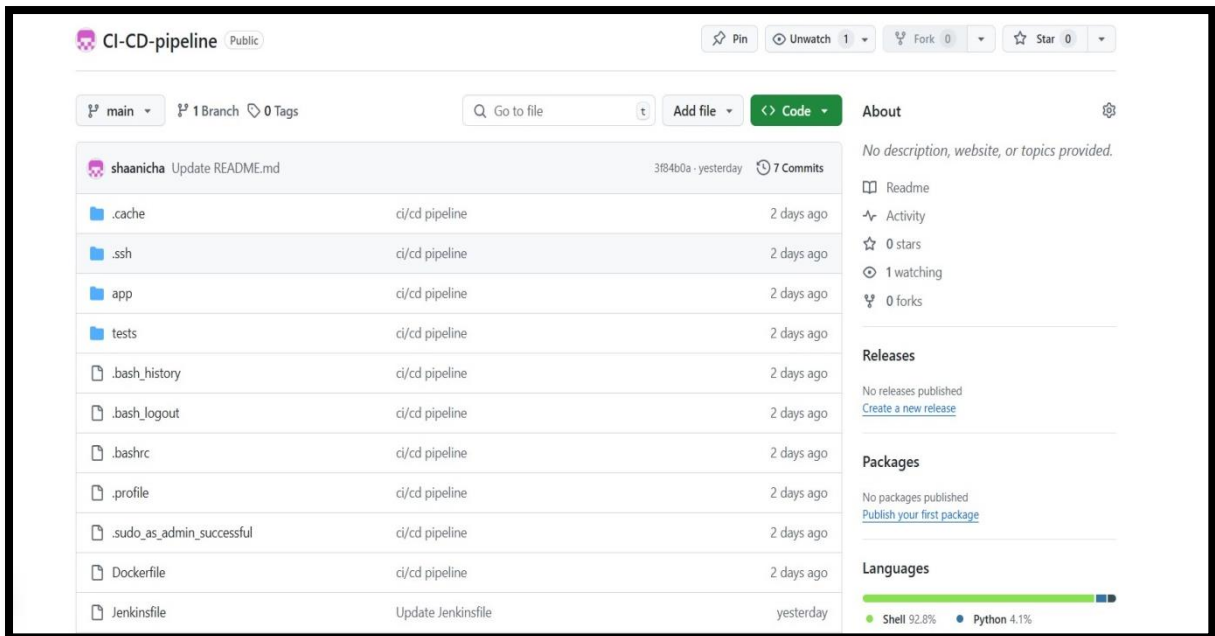 CI-CD-pipeline Public
Pin Unwatch 1 Fork 0 Star 0
main 1 Branch 0 Tags Go to file t Add file Code
About
No description, website, or topics provided.
shaanicha Update README.md 3f84b0a · yesterday 7 Commits
.cache ci/cd pipeline 2 days ago
.ssh ci/cd pipeline 2 days ago
app ci/cd pipeline 2 days ago
tests ci/cd pipeline 2 days ago
.bash_history ci/cd pipeline 2 days ago
.bash_logout ci/cd pipeline 2 days ago
.bashrc ci/cd pipeline 2 days ago
.profile ci/cd pipeline 2 days ago
.sudo_as_admin_successful ci/cd pipeline 2 days ago
Dockerfile ci/cd pipeline 2 days ago
Jenkinsfile Update Jenkinsfile yesterday
Readme
Activity
0 stars
1 watching
0 forks
Releases
No releases published
Create a new release
Packages
No packages published
Publish your first package
Languages
Shell 92.8% Python 4.1%